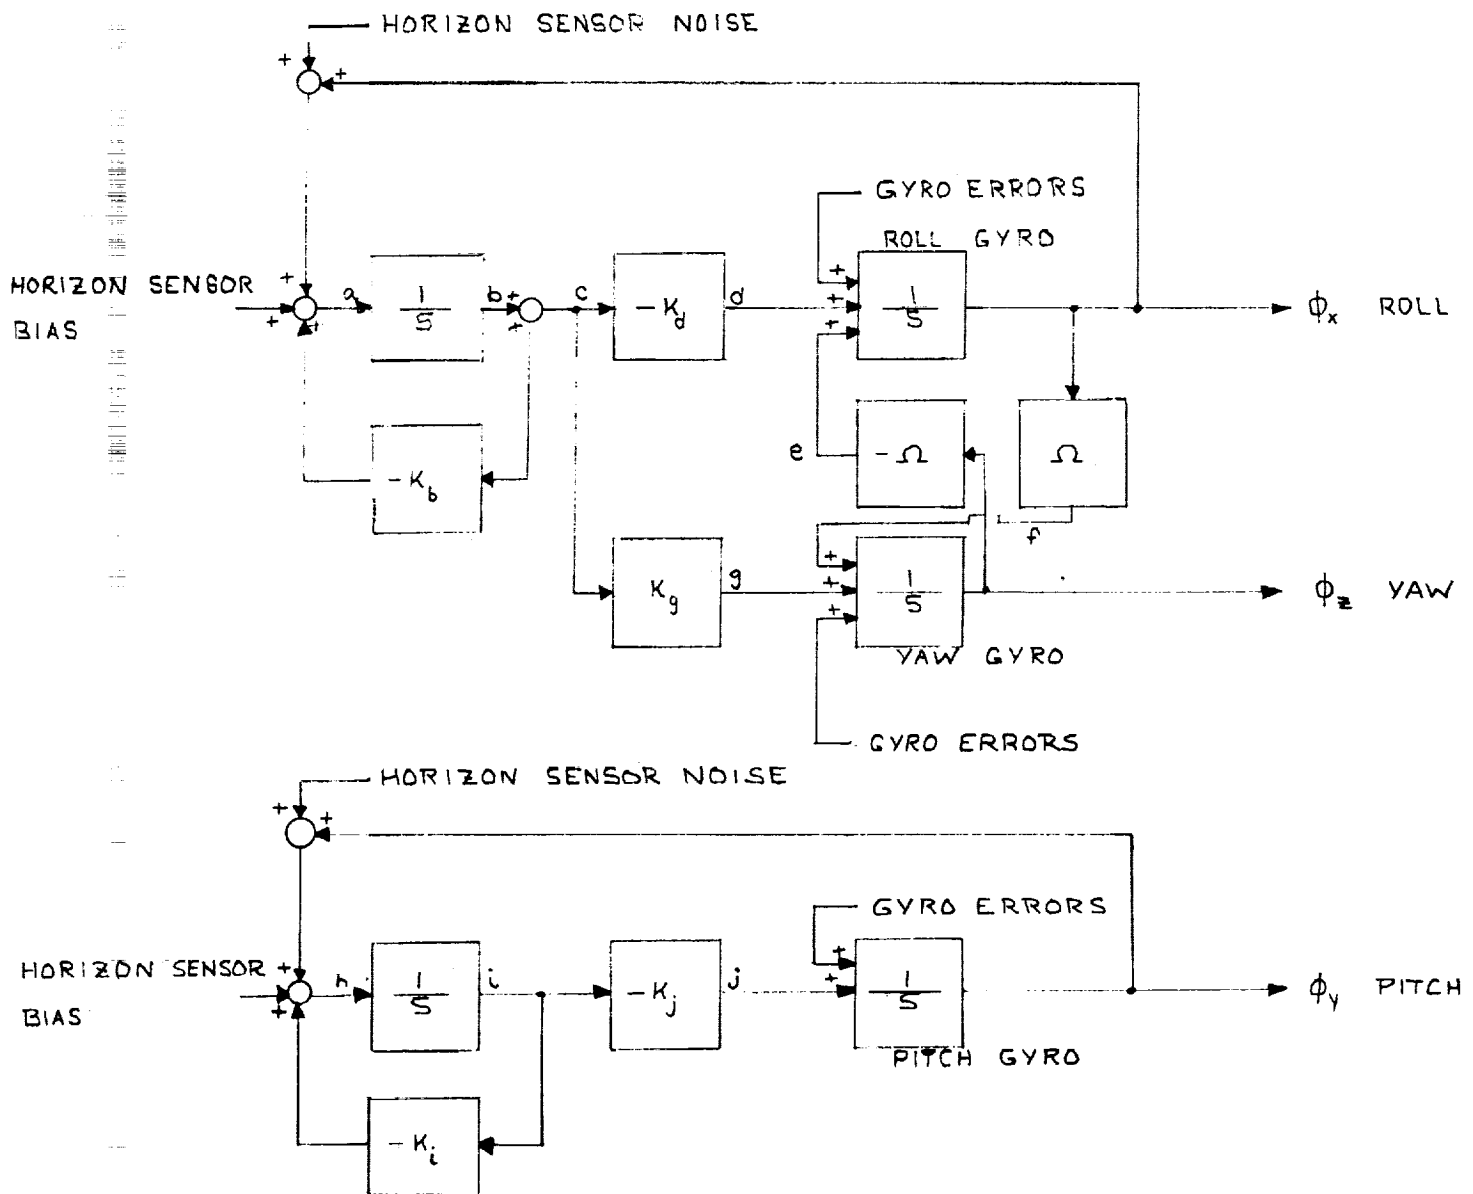 HORIZON SENSOR NOISE
+
+
GYRO ERRORS
ROLL GYRO
HORIZON SENSOR
BIAS
+
+
+
a
1
S
b
+
+
c
-K_d
d
+
+
+
1
S
ϕ_x ROLL
-K_b
e
-Ω
Ω
f
K_g
g
+
+
+
1
S
ϕ_z YAW
YAW GYRO
GYRO ERRORS
HORIZON SENSOR NOISE
+
+
GYRO ERRORS
HORIZON SENSOR
BIAS
+
+
h
1
S
i
-K_j
j
+
+
1
S
ϕ_y PITCH
PITCH GYRO
-K_i